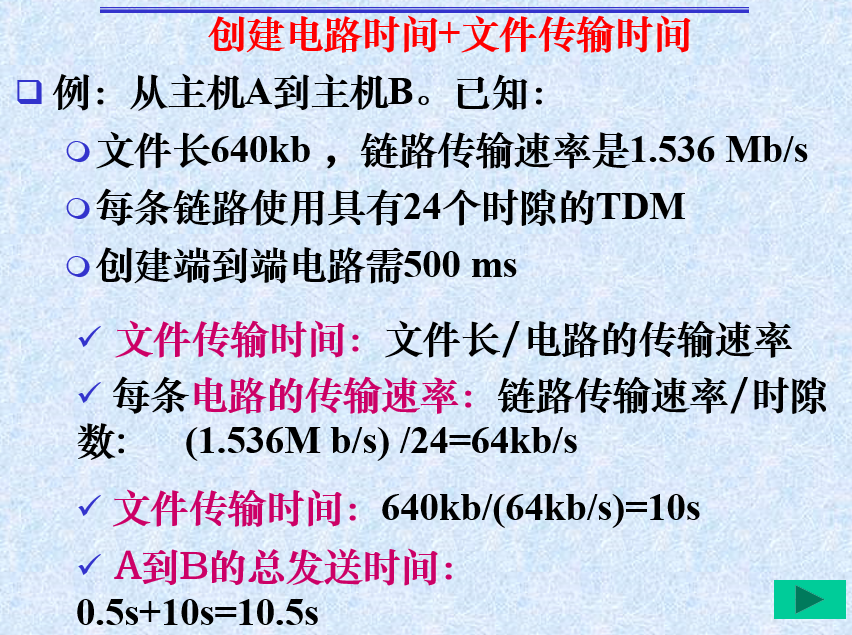 创建电路时间+文件传输时间
例：从主机A到主机B。已知：
文件长640kb ，链路传输速率是1.536 Mb/s
每条链路使用具有24个时隙的TDM
创建端到端电路需500 ms
文件传输时间：文件长/电路的传输速率
每条电路的传输速率：链路传输速率/时隙
数: (1.536M b/s) /24=64kb/s
文件传输时间：640kb/(64kb/s)=10s
A到B的总发送时间：
0.5s+10s=10.5s